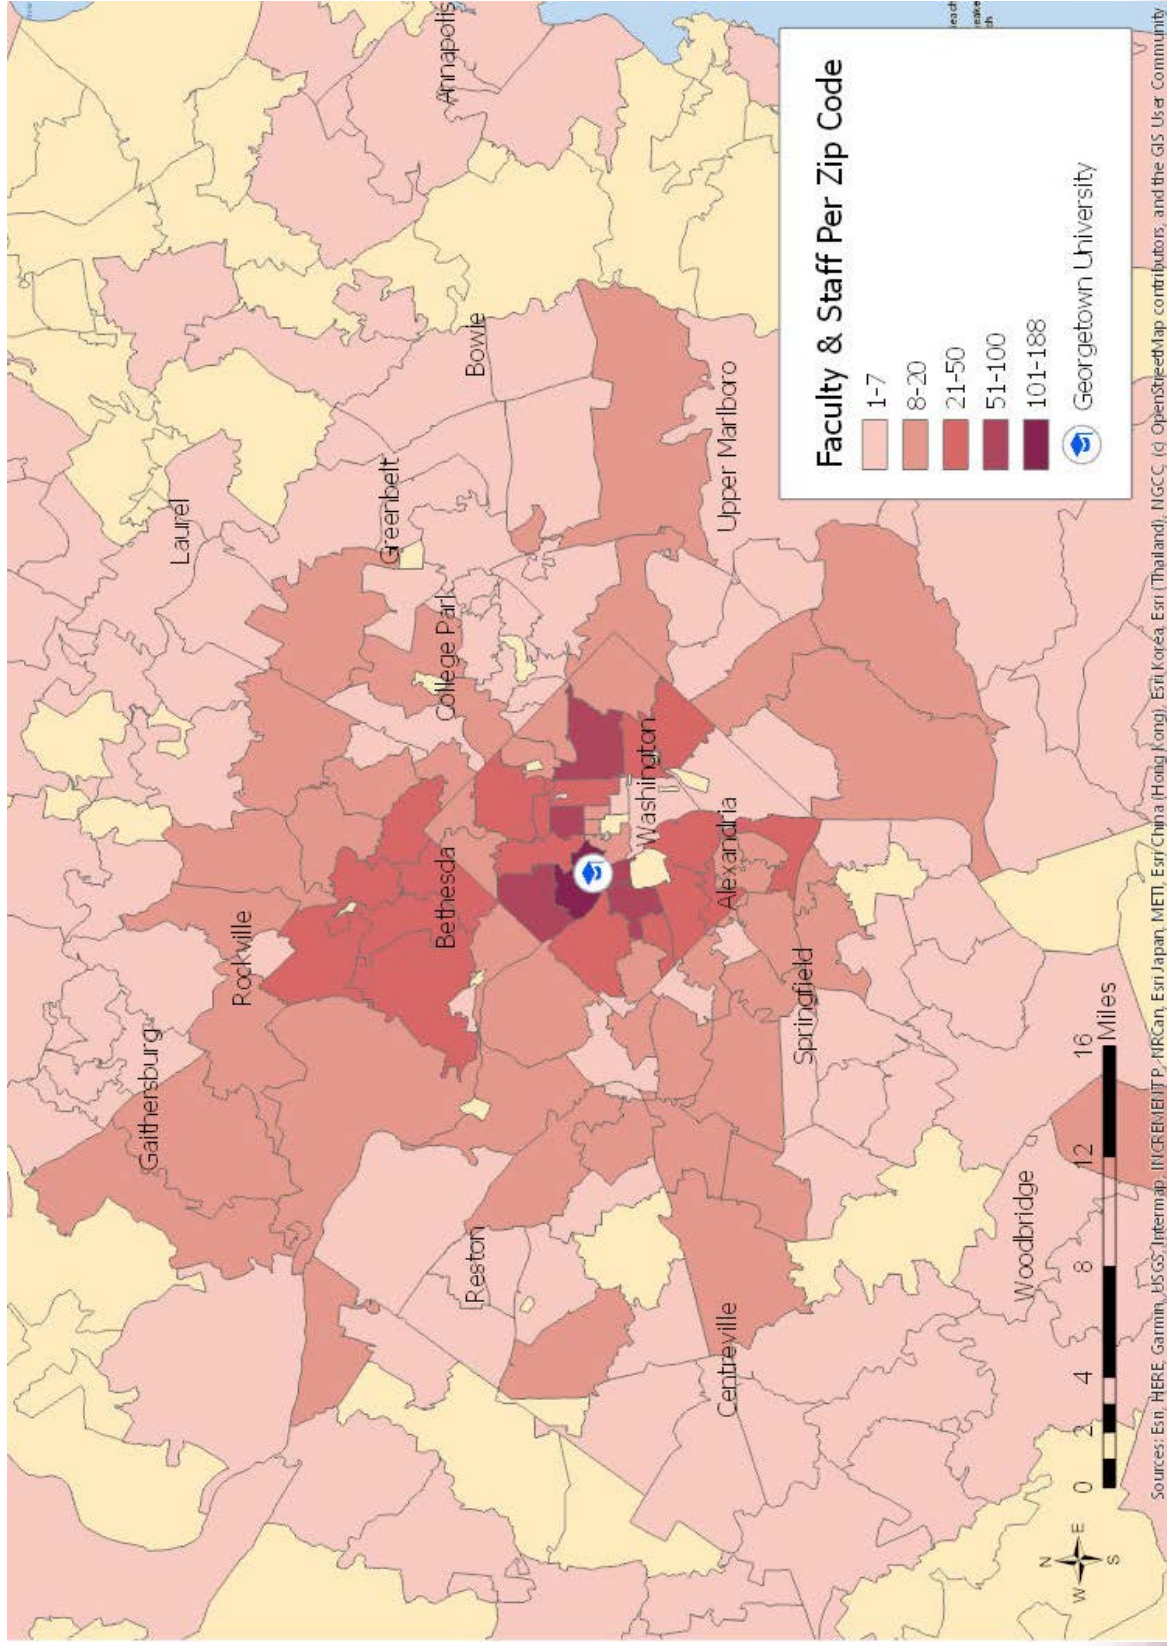 Annapolis
Laurel
Greenbelt
Bowie
College Park
Upper Marlboro
Rockville
Bethesda
Washington
Gaithersburg
Alexandria
Springfield
Reston
Centreville
Woodbridge
Faculty & Staff Per Zip Code
1-7
8-20
21-50
51-100
101-188
Georgetown University
0 2 4 8 12 16
Miles
N
W E
S
Sources: Esri, HERE, Garmin, USGS, Intermap, INCREMENT P, NRCan, Esri Japan, METI, Esri China (Hong Kong), Esri Korea, Esri (Thailand), NGCC, (c) OpenStreetMap contributors, and the GIS User Community